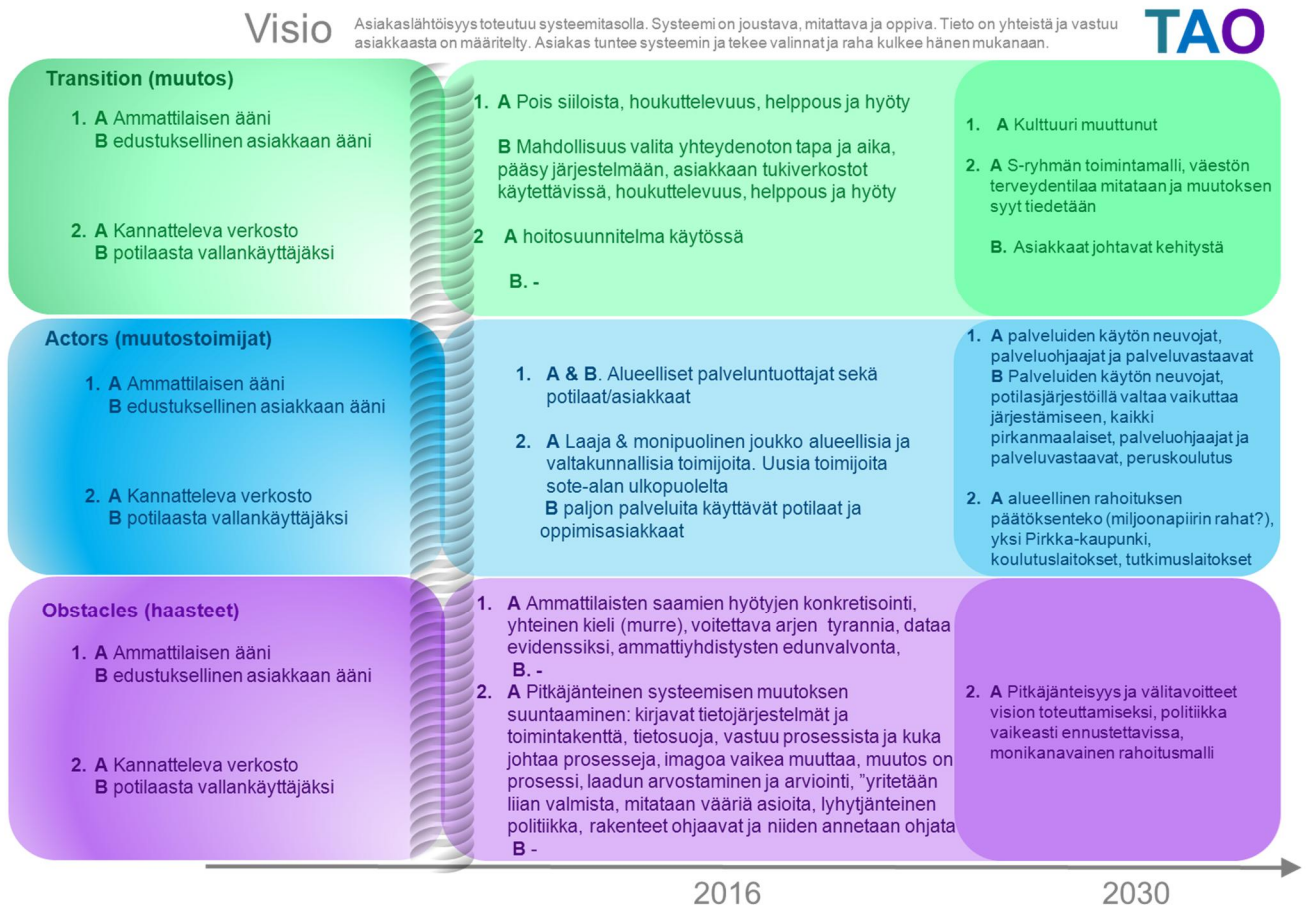 Visio
Asiakaslähtöisyys toteutuu systeemitasolla. Systeemi on joustava, mitattava ja oppiva. Tieto on yhteistä ja vastuu
asiakkaasta on määritelty. Asiakas tuntee systeemin ja tekee valinnat ja raha kulkee hänen mukanaan.
TAO
Transition (muutos)
1. A Ammattilaisen ääni
B edustuksellinen asiakkaan ääni
2. A Kannatteleva verkosto
B potilaasta vallankäyttäjäksi
1. A Pois siiloista, houkuttelevuus, helppous ja hyöty
B Mahdollisuus valita yhteydenoton tapa ja aika,
pääsy järjestelmään, asiakkaan tukiverkostot
käytettävissä, houkuttelevuus, helppous ja hyöty
2 A hoitosuunnitelma käytössä
B. -
1. A Kulttuuri muuttunut
2. A S-ryhmän toimintamalli, väestön
terveydentilaa mitataan ja muutoksen
syyt tiedetään
B. Asiakkaat johtavat kehitystä
Actors (muutostoimijat)
1. A Ammattilaisen ääni
B edustuksellinen asiakkaan ääni
2. A Kannatteleva verkosto
B potilaasta vallankäyttäjäksi
1. A & B. Alueelliset palveluntuottajat sekä
potilaat/asiakkaat
2. A Laaja & monipuolinen joukko alueellisia ja
valtakunnallisia toimijoita. Uusia toimijoita
sote-alan ulkopuolelta
B paljon palveluita käyttävät potilaat ja
oppimisasiakkaat
1. A palveluiden käytön neuvojat,
palveluohjaajat ja palveluvastaavat
B Palveluiden käytön neuvojat,
potilasjärjestöillä valtaa vaikuttaa
järjestämiseen, kaikki
pirkanmaalaiset, palveluohjaajat ja
palveluvastaavat, peruskoulutus
2. A alueellinen rahoituksen
päätöksenteko (miljoonapiirin rahat?),
yksi Pirkka-kaupunki,
koulutuslaitokset, tutkimuslaitokset
Obstacles (haasteet)
1. A Ammattilaisen ääni
B edustuksellinen asiakkaan ääni
2. A Kannatteleva verkosto
B potilaasta vallankäyttäjäksi
1. A Ammattilaisten saamien hyötyjen konkretisointi,
yhteinen kieli (murre), voitettava arjen tyrannia, dataa
evidenssiksi, ammattiyhdistysten edunvalvonta,
B. -
2. A Pitkäjänteinen systeemisen muutoksen
suuntaaminen: kirjavat tietojärjestelmät ja
toimintakenttä, tietosuoja, vastuu prosessista ja kuka
johtaa prosesseja, imagoa vaikea muuttaa, muutos on
prosessi, laadun arvostaminen ja arviointi, ”yritetään
liian valmista, mitataan vääriä asioita, lyhytjänteinen
politiikka, rakenteet ohjaavat ja niiden annetaan ohjata
B -
2. A Pitkäjänteisyys ja välitavoitteet
vision toteuttamiseksi, politiikka
vaikeasti ennustettavissa,
monikanavainen rahoitusmalli
2016
2030